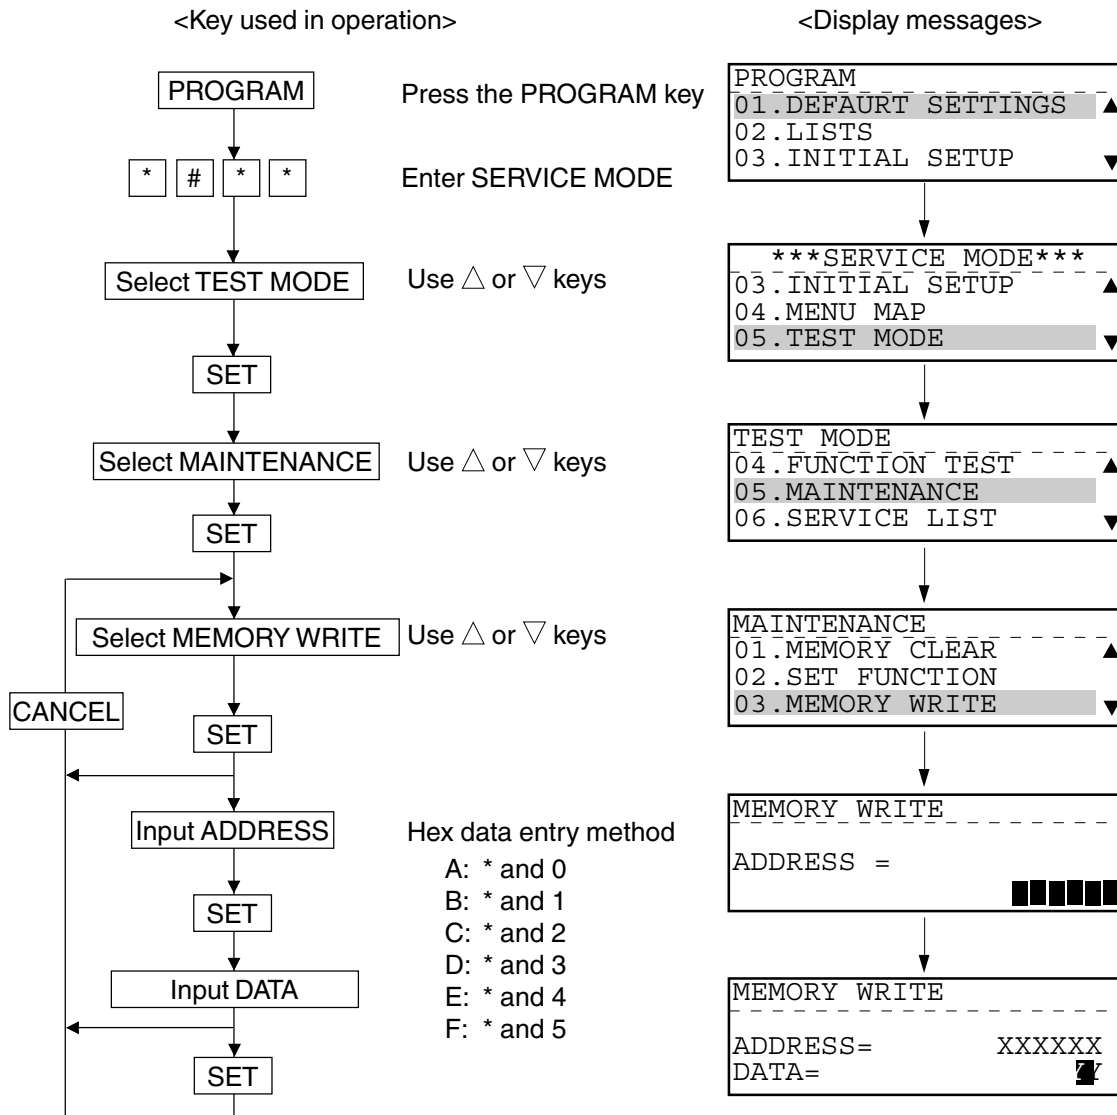 <Key used in operation>
<Display messages>
PROGRAM
Press the PROGRAM key
* # * *
Enter SERVICE MODE
Select TEST MODE
Use △ or ▽ keys
SET
Select MAINTENANCE
Use △ or ▽ keys
SET
Select MEMORY WRITE
Use △ or ▽ keys
CANCEL
SET
Input ADDRESS
Hex data entry method
A: * and 0
B: * and 1
C: * and 2
D: * and 3
E: * and 4
F: * and 5
SET
Input DATA
SET
PROGRAM
01.DEFAURT SETTINGS ▲
02.LISTS
03.INITIAL SETUP ▼
***SERVICE MODE***
03.INITIAL SETUP ▲
04.MENU MAP
05.TEST MODE ▼
TEST MODE
04.FUNCTION TEST ▲
05.MAINTENANCE
06.SERVICE LIST ▼
MAINTENANCE
01.MEMORY CLEAR ▲
02.SET FUNCTION
03.MEMORY WRITE ▼
MEMORY WRITE
ADDRESS =
MEMORY WRITE
ADDRESS= XXXXXX
DATA= YY